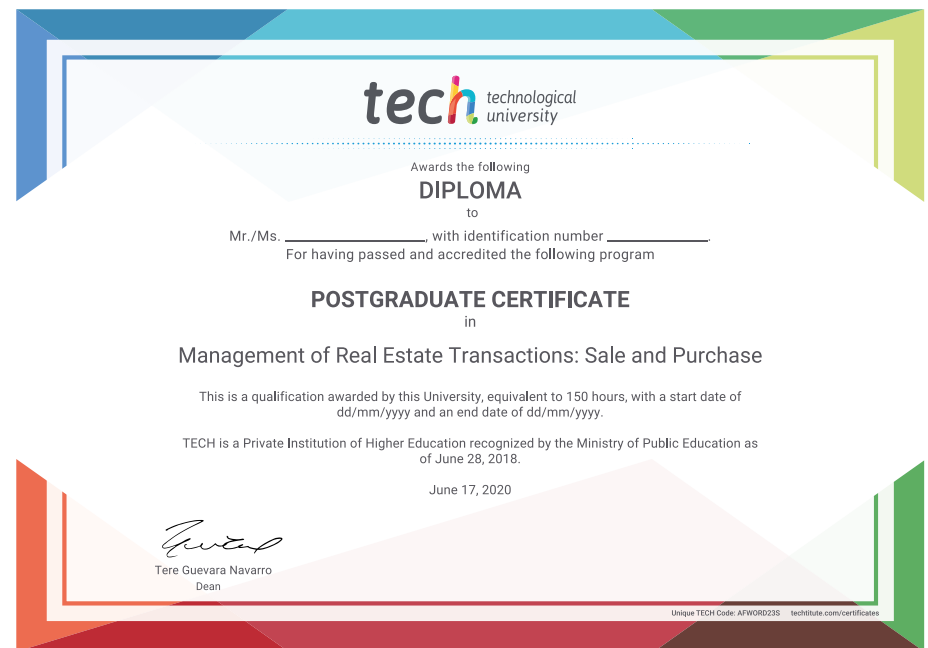 tech technological
university
Awards the following
DIPLOMA
to
Mr./Ms. ____________, with identification number _________.
For having passed and accredited the following program
POSTGRADUATE CERTIFICATE
in
Management of Real Estate Transactions: Sale and Purchase
This is a qualification awarded by this University, equivalent to 150 hours, with a start date of
dd/mm/yyyy and an end date of dd/mm/yyyy.
TECH is a Private Institution of Higher Education recognized by the Ministry of Public Education as
of June 28, 2018.
June 17, 2020
Tere Guevara Navarro
Dean
Unique TECH Code: AFWORD23S techtitute.com/certificates